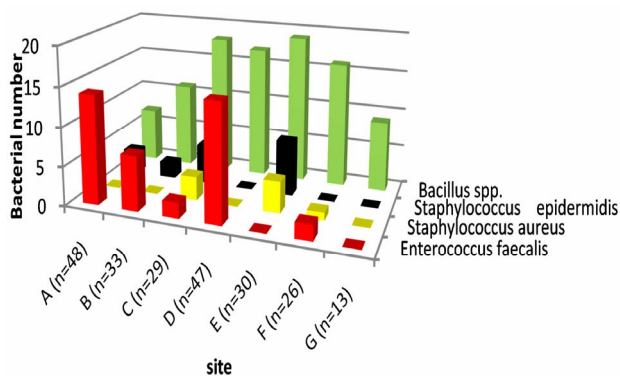 Bacterial number
20
15
10
5
0
A (n=48)
B (n=33)
C (n=29)
D (n=47)
E (n=30)
F (n=26)
G (n=13)
site
Bacillus spp.
Staphylococcus epidermidis
Staphylococcus aureus
Enterococcus faecalis